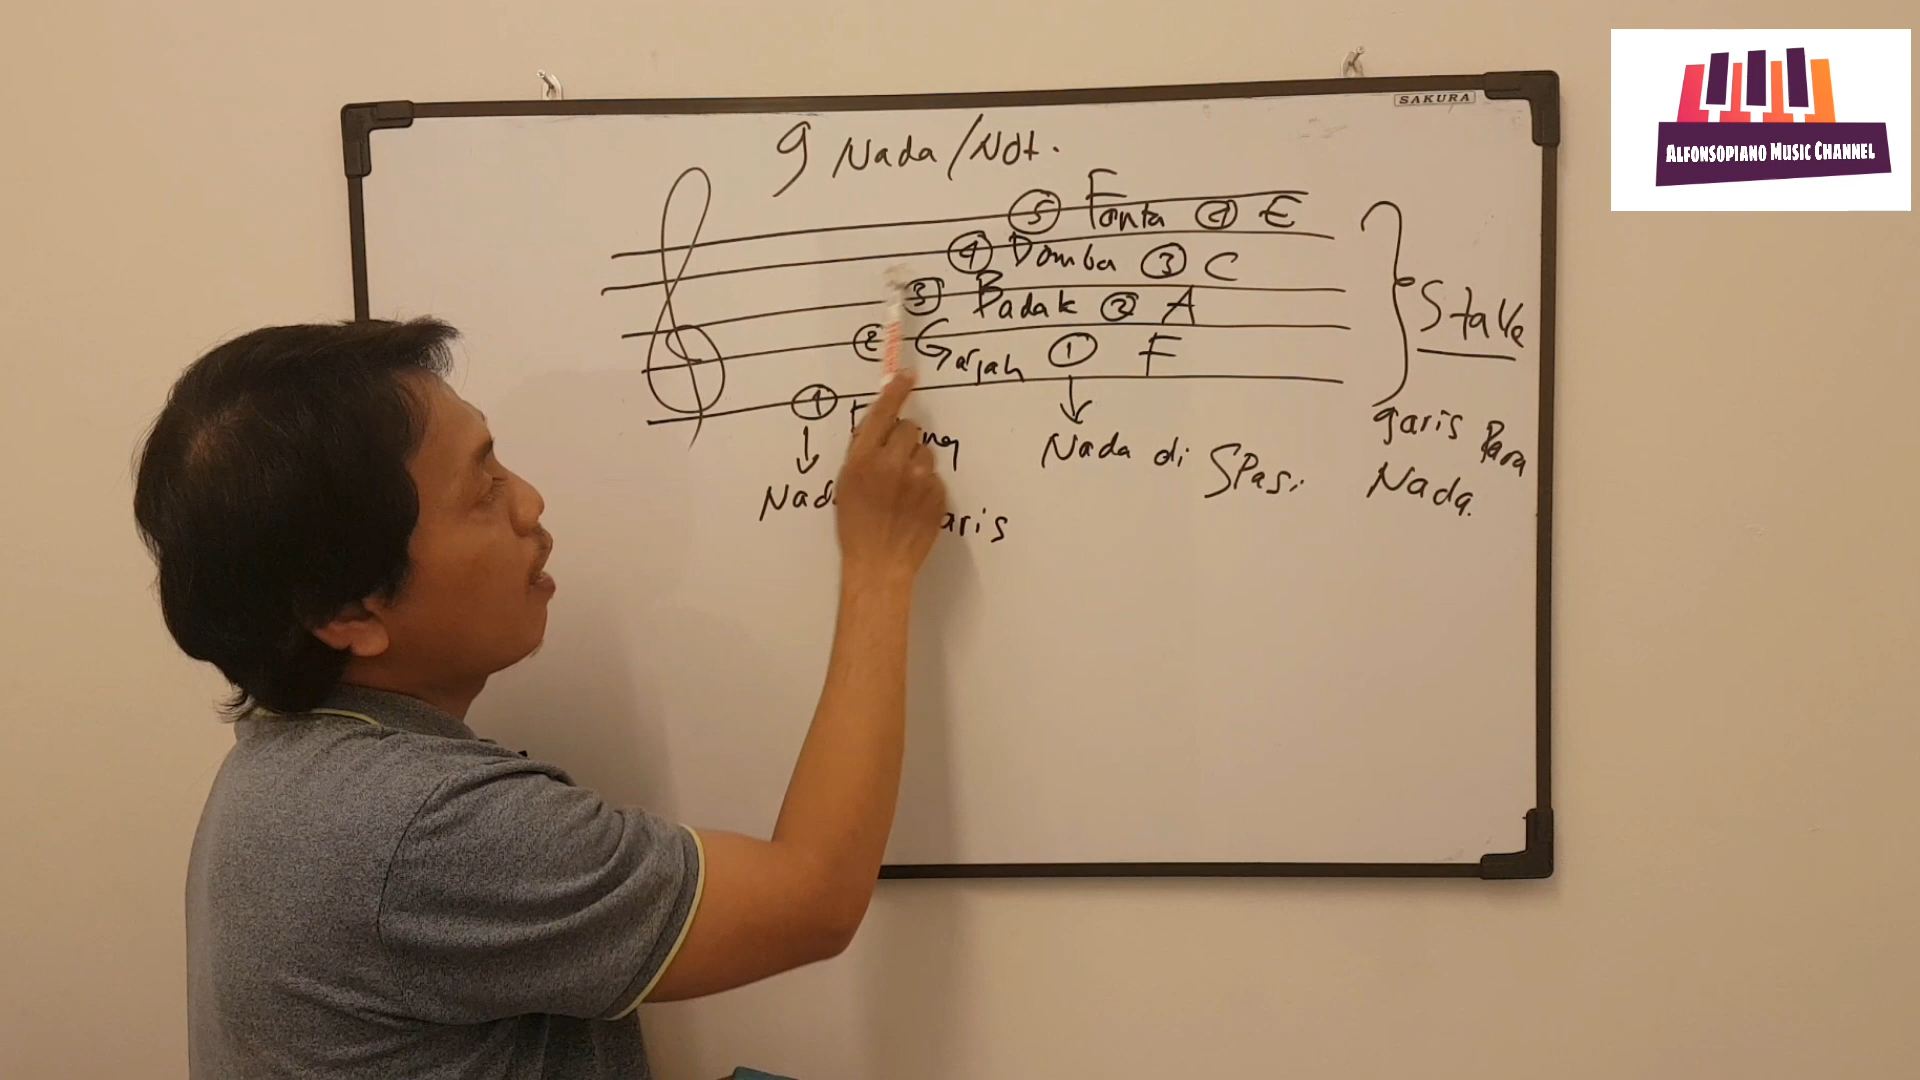 SAKURA
ALFONSOPIANO MUSIC CHANNEL
9 Nada/Not.
5 Fanta 4 E
4 Domba 3 C
3 Badak 2 A
2 Gajah 1 F
1
Nada di SPasi
aris
Stave
garis Para
Nada.